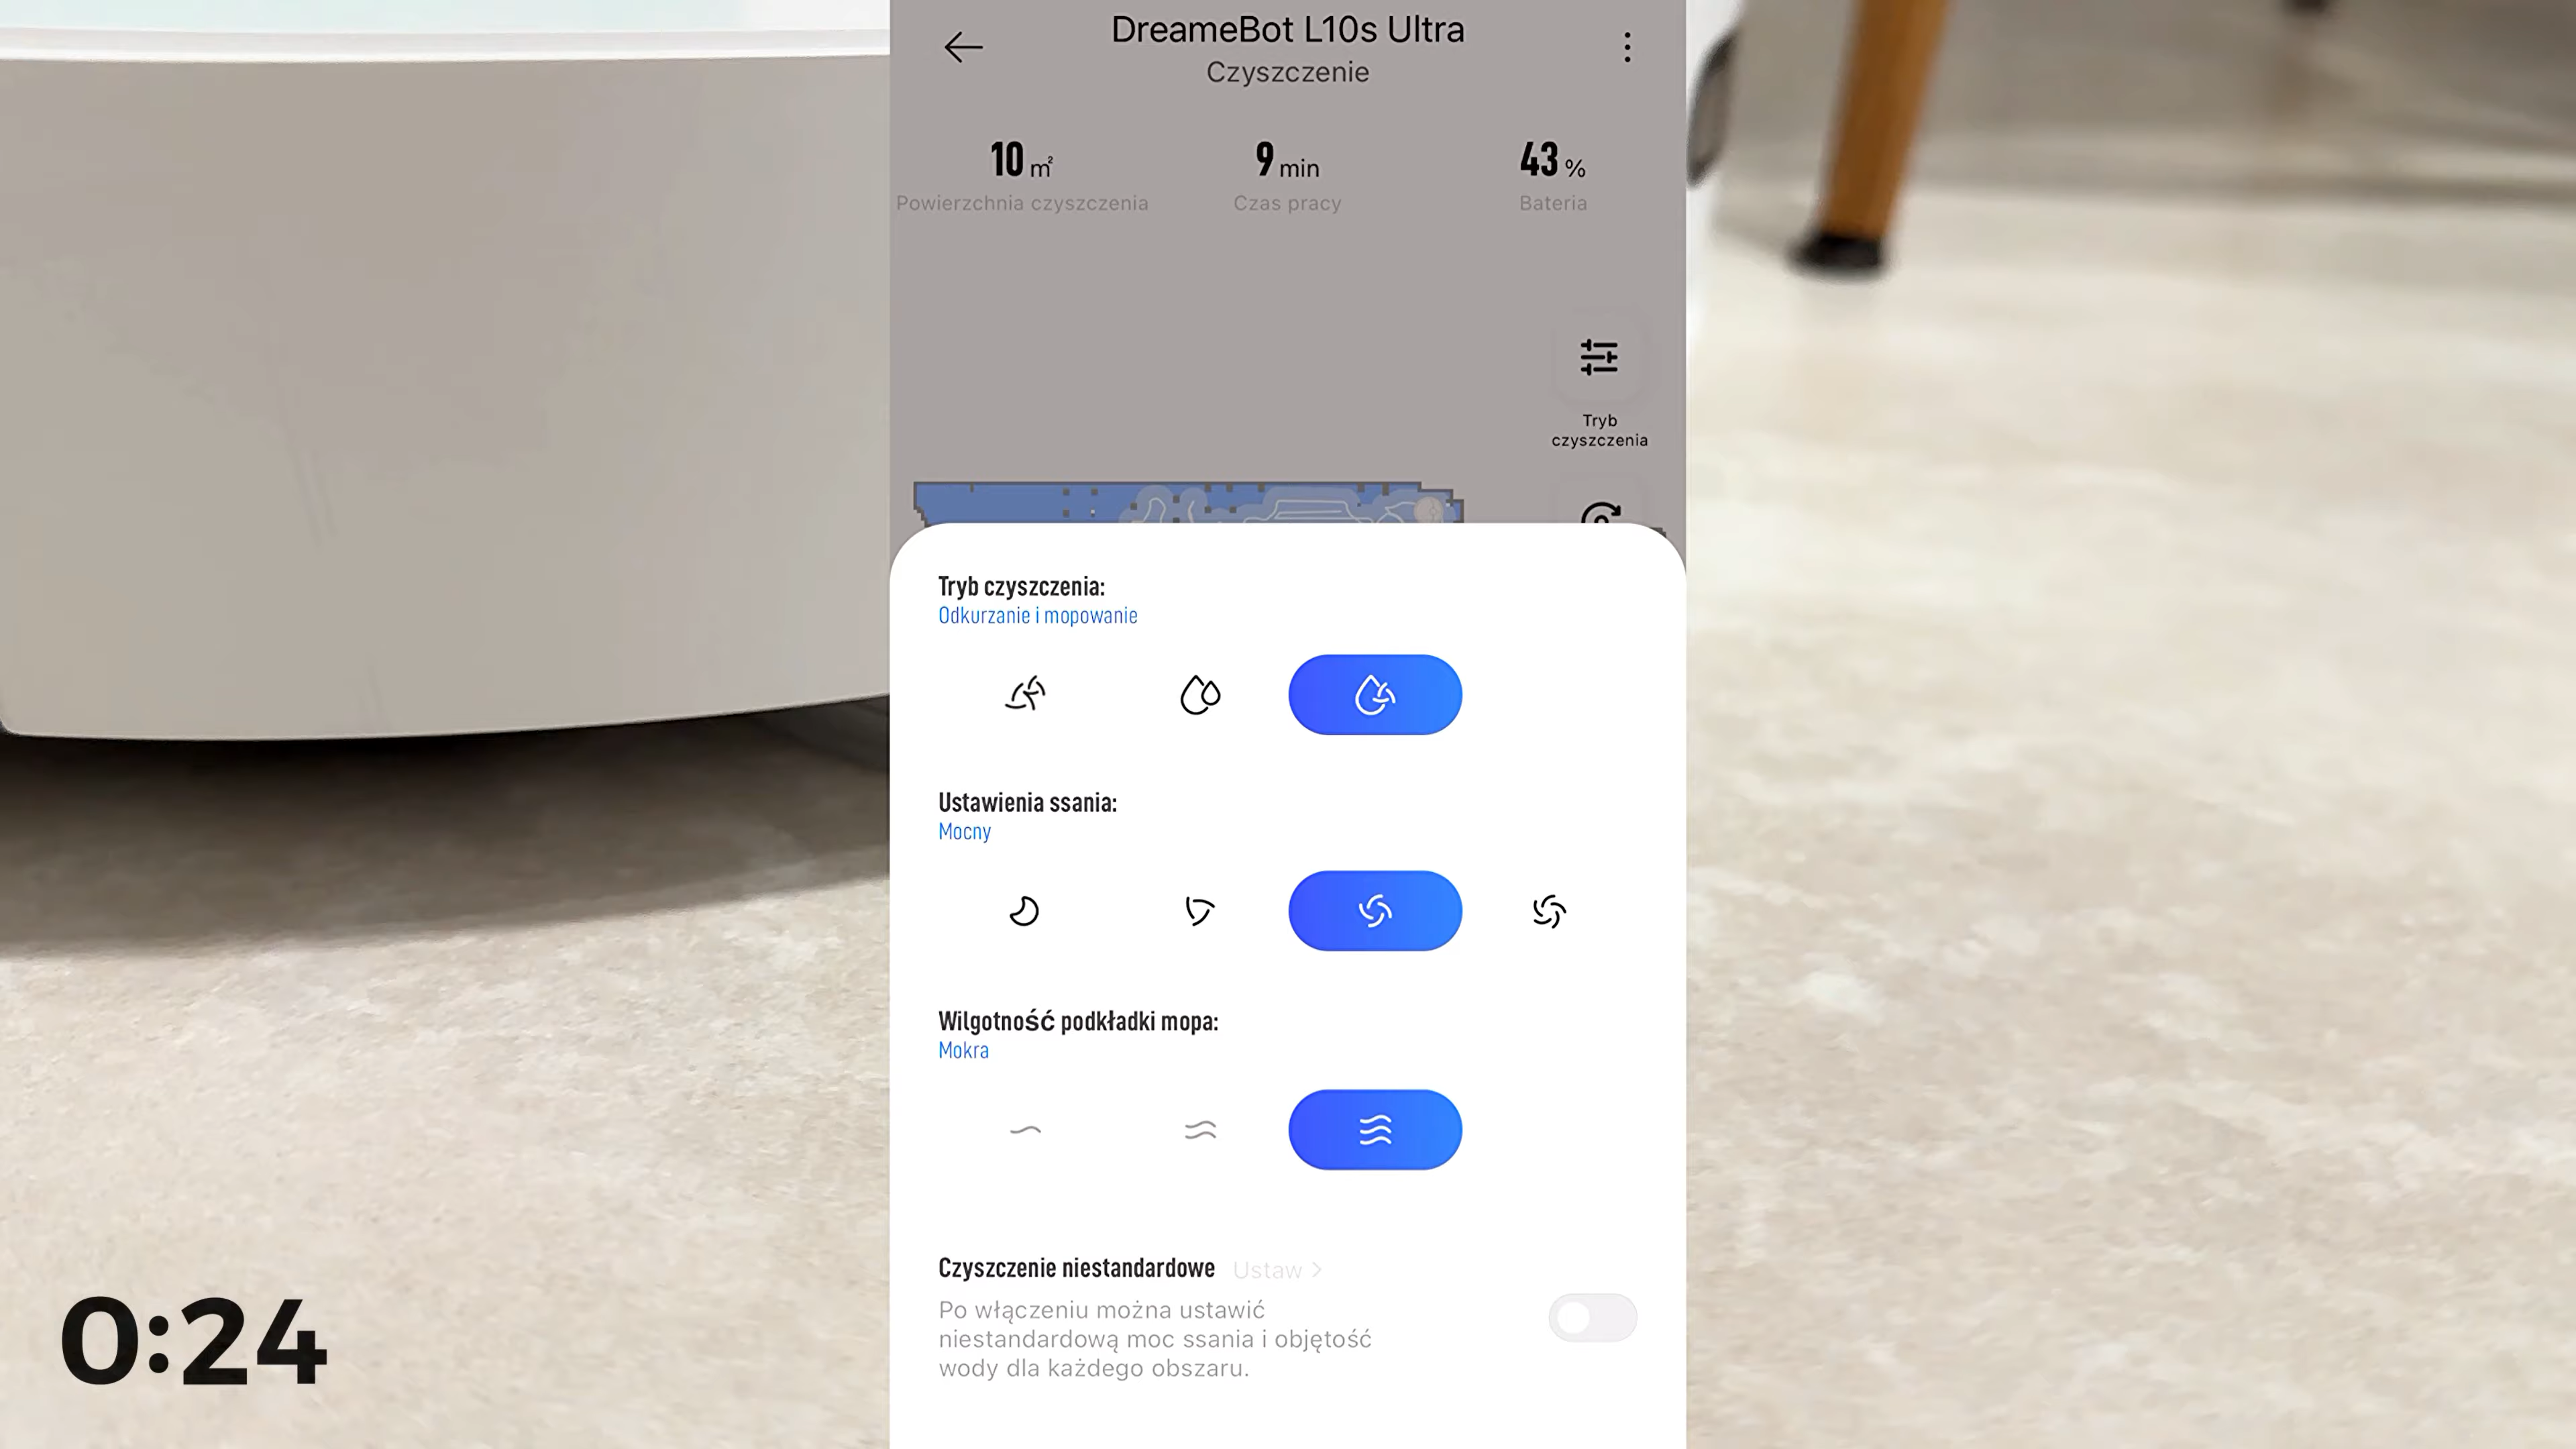 DreameBot L10s Ultra
Czyszczenie
10 m²
9 min
43 %
Powierzchnia czyszczenia
Czas pracy
Bateria
Tryb
czyszczenia
Tryb czyszczenia:
Odkurzanie i mopowanie
Ustawienia ssania:
Mocny
Wilgotność podkładki mopa:
Mokra
Czyszczenie niestandardowe Ustaw >
Po włączeniu można ustawić
niestandardową moc ssania i objętość
wody dla każdego obszaru.
0:24